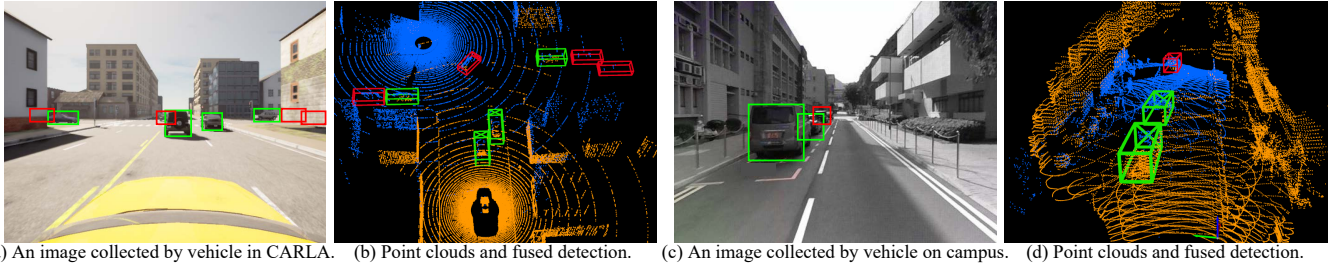 ) An image collected by vehicle in CARLA.
(b) Point clouds and fused detection.
(c) An image collected by vehicle on campus.
(d) Point clouds and fused detection.